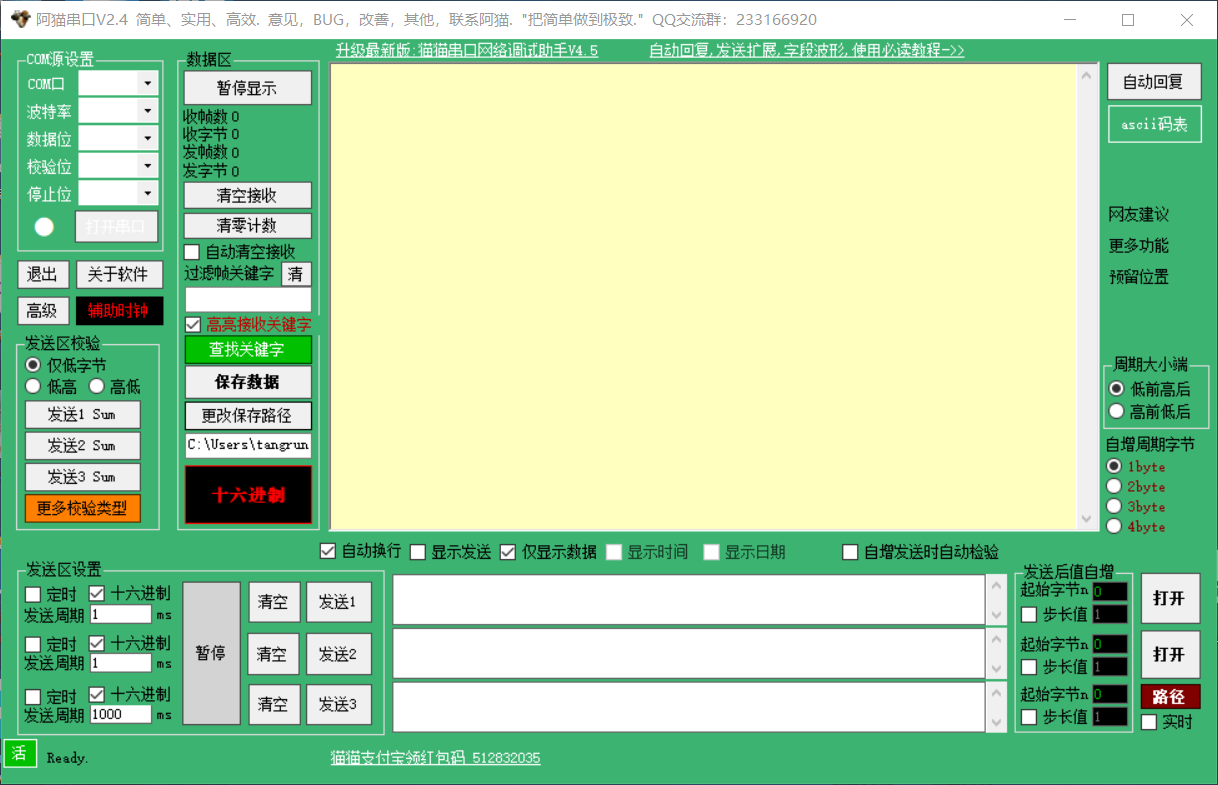 阿猫串口V2.4 简单、实用、高效. 意见，BUG，改善，其他，联系阿猫. "把简单做到极致." QQ交流群：233166920
升级最新版:猫猫串口网络调试助手V4.5
自动回复,发送扩展,字段波形,使用必读教程->>
COM源设置
COM口
波特率
数据位
校验位
停止位
打开串口
退出
关于软件
高级
辅助时钟
发送区校验
仅低字节
低高
高低
发送1 Sum
发送2 Sum
发送3 Sum
更多校验类型
数据区
暂停显示
收帧数 0
收字节 0
发帧数 0
发字节 0
清空接收
清零计数
自动清空接收
过滤帧关键字
清
高亮接收关键字
查找关键字
保存数据
更改保存路径
C:\Users\tangrun
十六进制
自动回复
ascii码表
网友建议
更多功能
预留位置
周期大小端
低前高后
高前低后
自增周期字节
1byte
2byte
3byte
4byte
自动换行
显示发送
仅显示数据
显示时间
显示日期
自增发送时自动检验
发送区设置
定时
十六进制
发送周期 1 ms
定时
十六进制
发送周期 1 ms
定时
十六进制
发送周期 1000 ms
暂停
清空
发送1
清空
发送2
清空
发送3
发送后值自增
起始字节n 0
步长值 1
起始字节n 0
步长值 1
起始字节n 0
步长值 1
打开
打开
路径
实时
活
Ready.
猫猫支付宝领红包码 512832035